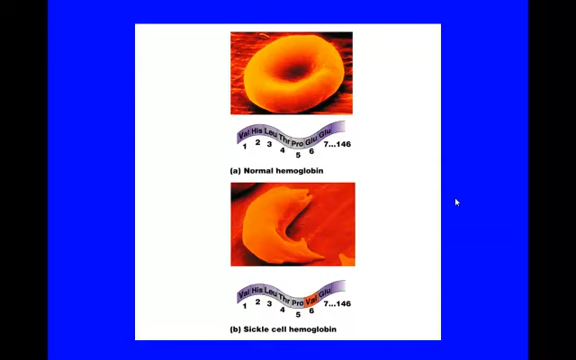 Val His Leu Thr Pro Glu Glu
1 2 3 4 5 6 7...146
(a) Normal hemoglobin
Val His Leu Thr Pro Val Glu
1 2 3 4 5 6 7...146
(b) Sickle cell hemoglobin